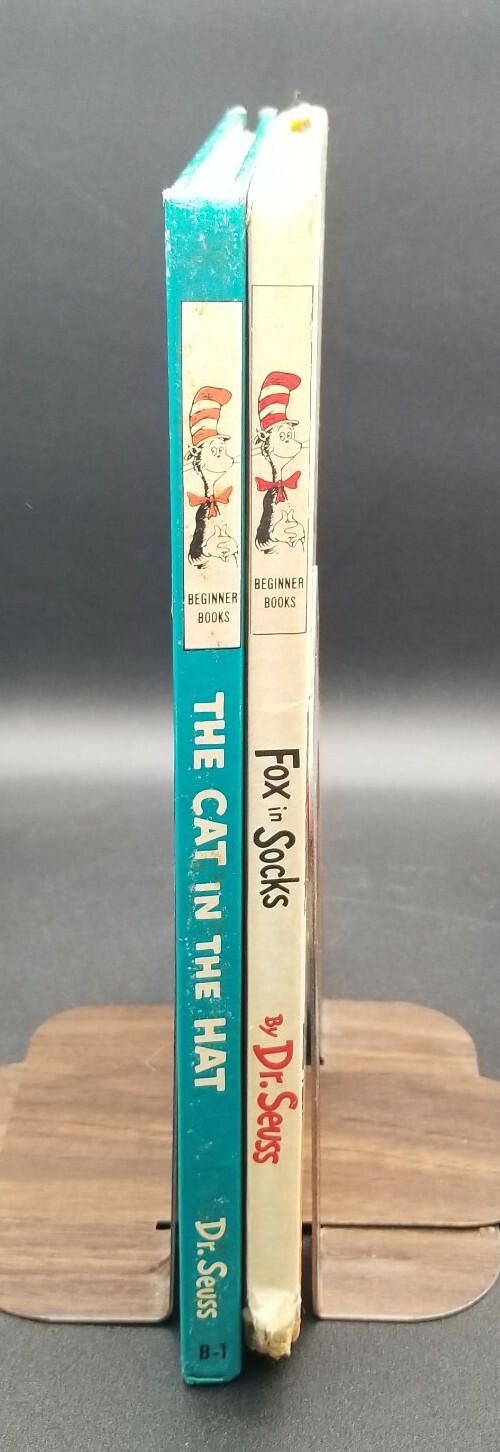 BEGINNER
BOOKS
THE CAT IN THE HAT
Dr. Seuss
B-1
BEGINNER
BOOKS
Fox in Socks
By Dr. Seuss